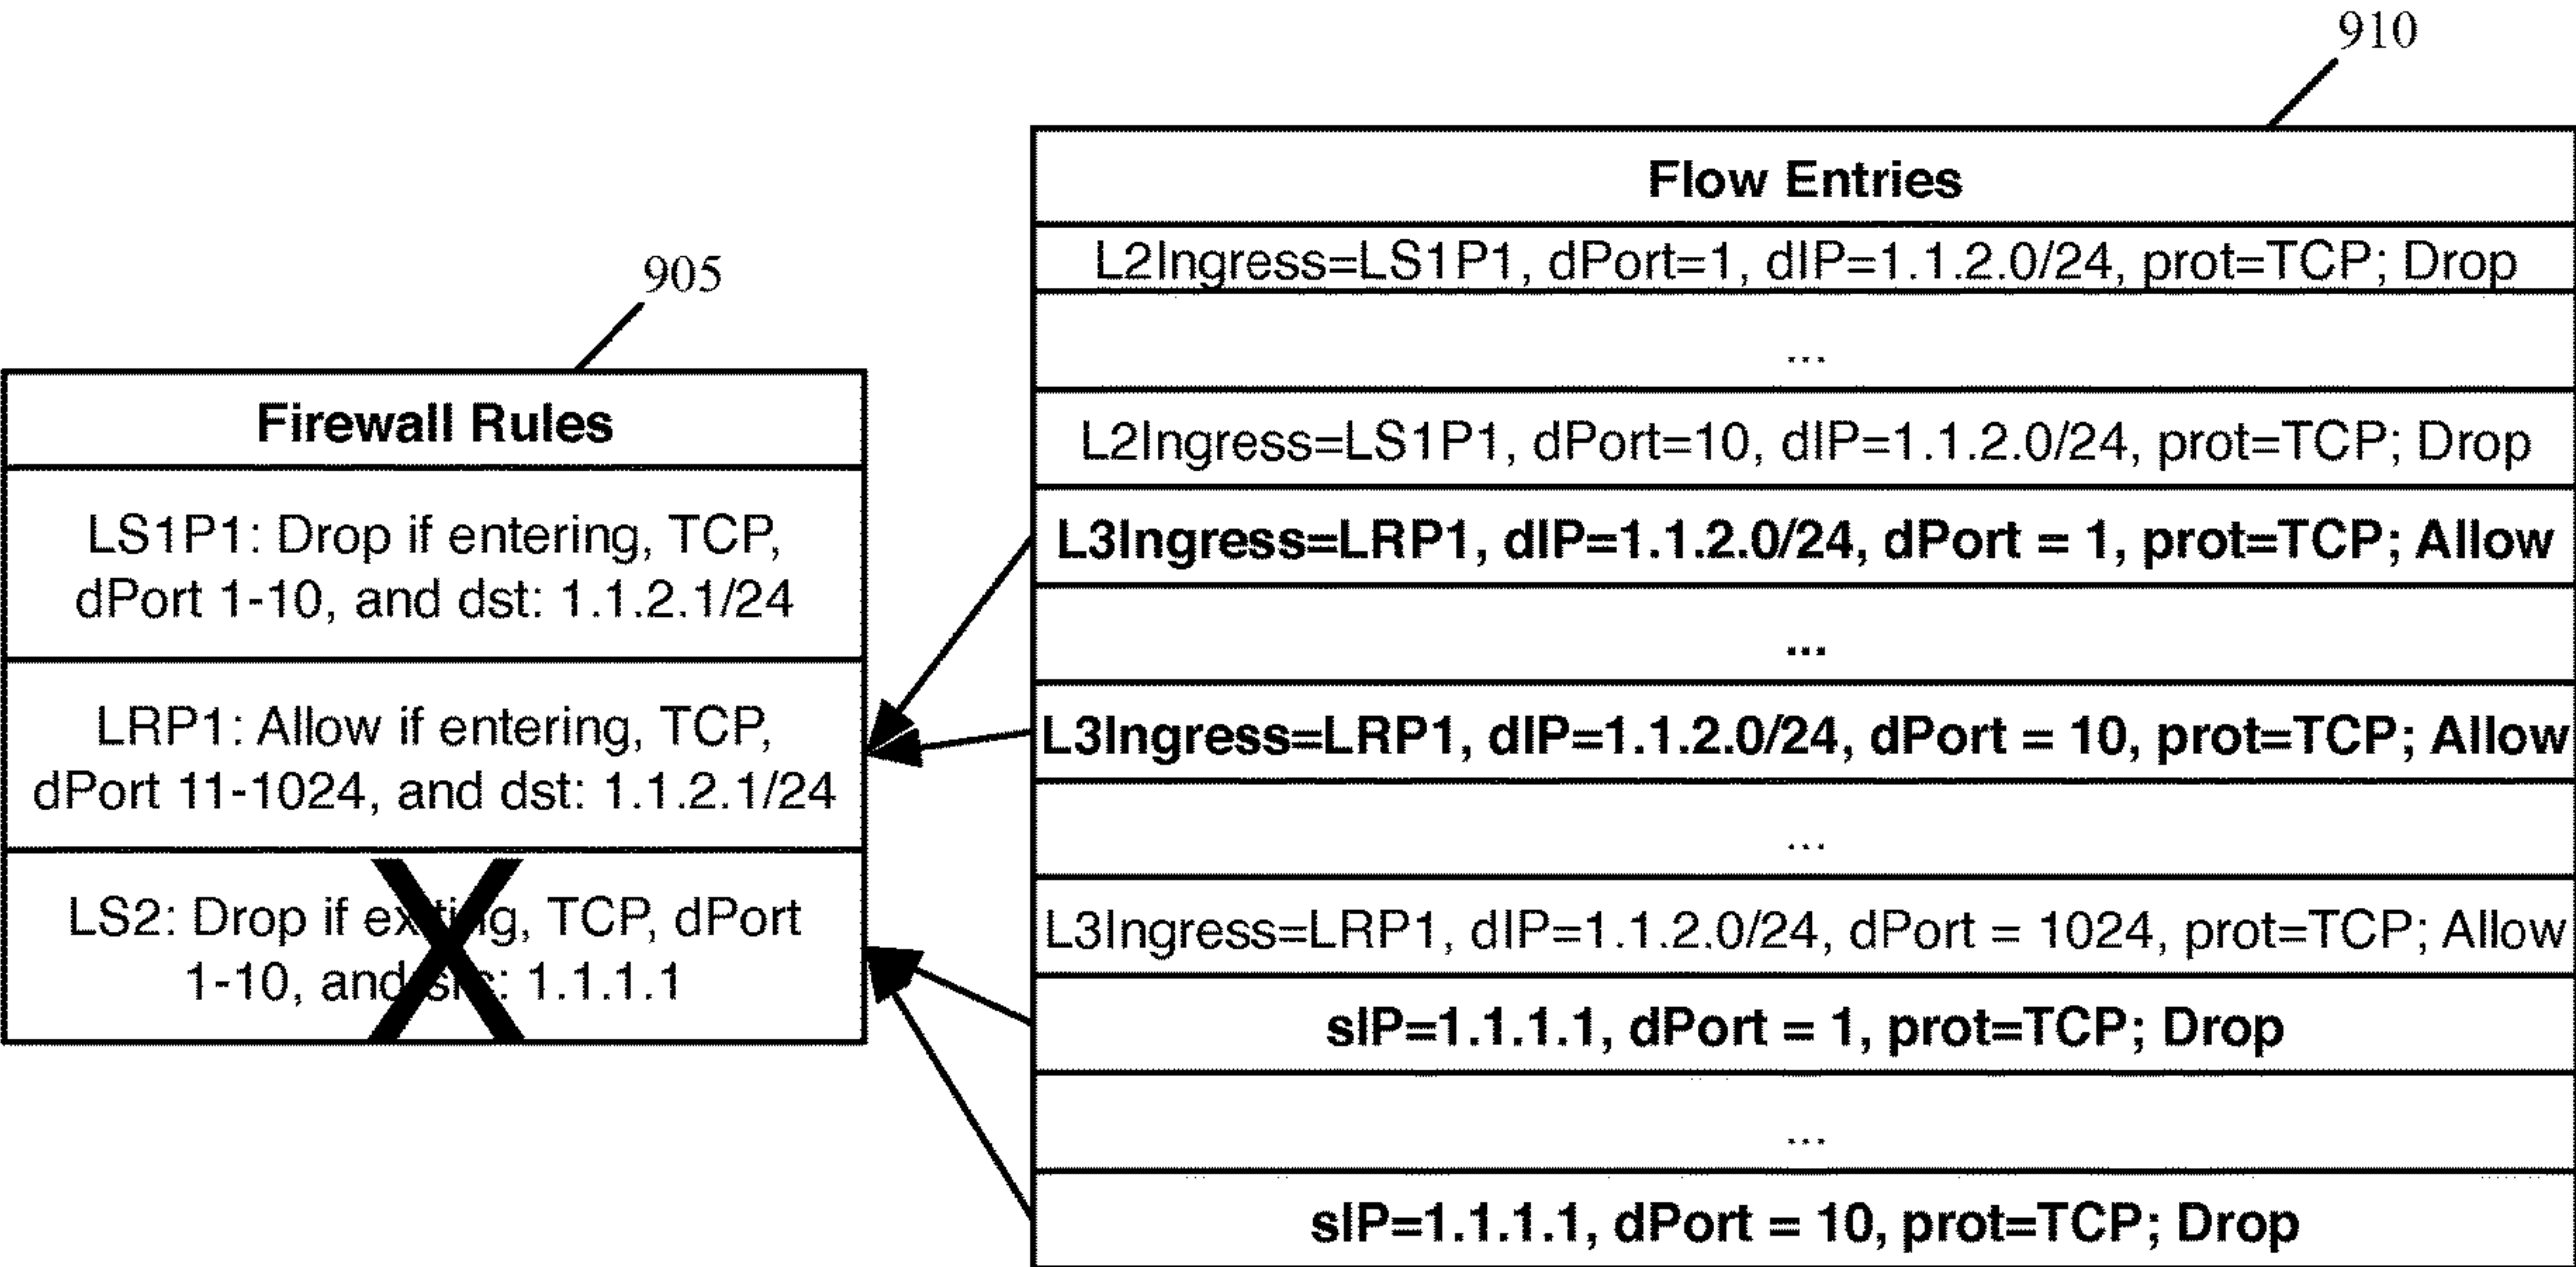 910
Flow Entries
L2Ingress=LS1P1, dPort=1, dIP=1.1.2.0/24, prot=TCP; Drop
...
L2Ingress=LS1P1, dPort=10, dIP=1.1.2.0/24, prot=TCP; Drop
L3Ingress=LRP1, dIP=1.1.2.0/24, dPort = 1, prot=TCP; Allow
...
L3Ingress=LRP1, dIP=1.1.2.0/24, dPort = 10, prot=TCP; Allow
...
L3Ingress=LRP1, dIP=1.1.2.0/24, dPort = 1024, prot=TCP; Allow
sIP=1.1.1.1, dPort = 1, prot=TCP; Drop
...
sIP=1.1.1.1, dPort = 10, prot=TCP; Drop
905
Firewall Rules
LS1P1: Drop if entering, TCP,
dPort 1-10, and dst: 1.1.2.1/24
LRP1: Allow if entering, TCP,
dPort 11-1024, and dst: 1.1.2.1/24
LS2: Drop if exiting, TCP, dPort
1-10, and src: 1.1.1.1